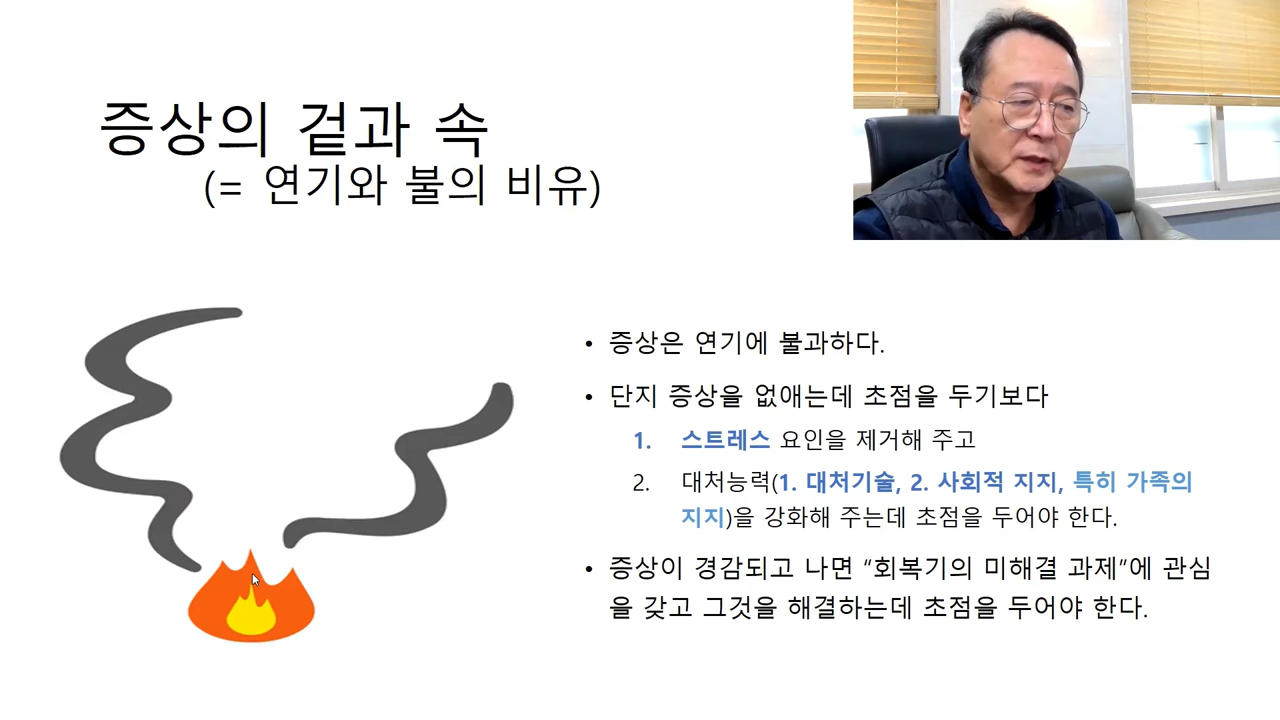 증상의 겉과 속
(= 연기와 불의 비유)
• 증상은 연기에 불과하다.
• 단지 증상을 없애는데 초점을 두기보다
1. 스트레스 요인을 제거해 주고
2. 대처능력(1. 대처기술, 2. 사회적 지지, 특히 가족의
지지)을 강화해 주는데 초점을 두어야 한다.
• 증상이 경감되고 나면 “회복기의 미해결 과제”에 관심
을 갖고 그것을 해결하는데 초점을 두어야 한다.